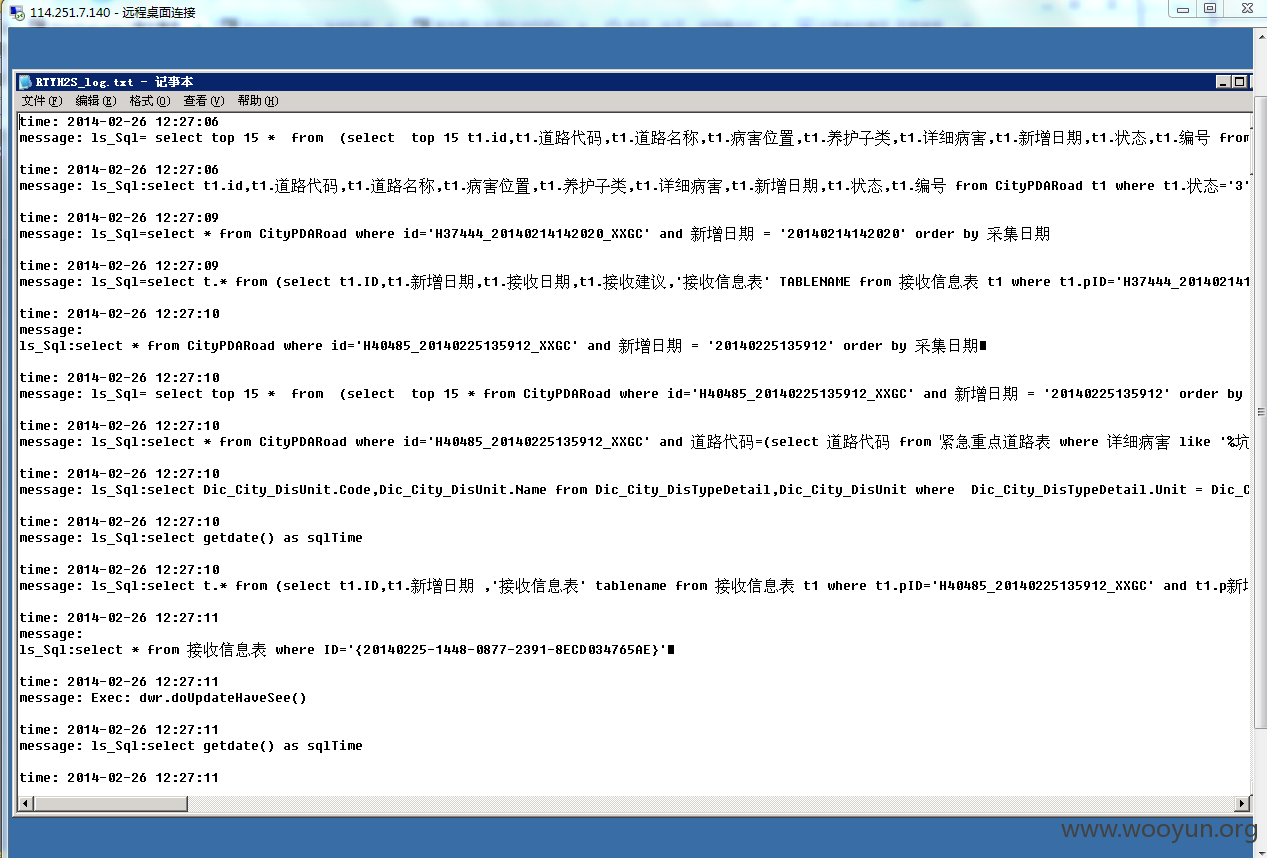 114.251.7.140 - 远程桌面连接
RTYH2S_log.txt - 记事本
文件(F) 编辑(E) 格式(O) 查看(V) 帮助(H)
time: 2014-02-26 12:27:06
message: ls_Sql= select top 15 *  from  (select  top 15 t1.id,t1.道路代码,t1.道路名称,t1.病害位置,t1.养护子类,t1.详细病害,t1.新增日期,t1.状态,t1.编号 from
time: 2014-02-26 12:27:06
message: ls_Sql:select t1.id,t1.道路代码,t1.道路名称,t1.病害位置,t1.养护子类,t1.详细病害,t1.新增日期,t1.状态,t1.编号 from CityPDARoad t1 where t1.状态='3'
time: 2014-02-26 12:27:09
message: ls_Sql=select * from CityPDARoad where id='H37444_20140214142020_XXGC' and 新增日期 = '20140214142020' order by 采集日期
time: 2014-02-26 12:27:09
message: ls_Sql=select t.* from (select t1.ID,t1.新增日期,t1.接收日期,t1.接收建议,'接收信息表' TABLENAME from 接收信息表 t1 where t1.pID='H37444_201402141
time: 2014-02-26 12:27:10
message:
ls_Sql:select * from CityPDARoad where id='H40485_20140225135912_XXGC' and 新增日期 = '20140225135912' order by 采集日期■
time: 2014-02-26 12:27:10
message: ls_Sql= select top 15 *  from  (select  top 15 * from CityPDARoad where id='H40485_20140225135912_XXGC' and 新增日期 = '20140225135912' order by
time: 2014-02-26 12:27:10
message: ls_Sql:select * from CityPDARoad where id='H40485_20140225135912_XXGC' and 道路代码=(select 道路代码 from 紧急重点道路表 where 详细病害 like '%坑
time: 2014-02-26 12:27:10
message: ls_Sql:select Dic_City_DisUnit.Code,Dic_City_DisUnit.Name from Dic_City_DisTypeDetail,Dic_City_DisUnit where  Dic_City_DisTypeDetail.Unit = Dic_C
time: 2014-02-26 12:27:10
message: ls_Sql:select getdate() as sqlTime
time: 2014-02-26 12:27:10
message: ls_Sql:select t.* from (select t1.ID,t1.新增日期 ,'接收信息表' tablename from 接收信息表 t1 where t1.pID='H40485_20140225135912_XXGC' and t1.p新增
time: 2014-02-26 12:27:11
message:
ls_Sql:select * from 接收信息表 where ID='{20140225-1448-0877-2391-8ECD034765AE}'■
time: 2014-02-26 12:27:11
message: Exec: dwr.doUpdateHaveSee()
time: 2014-02-26 12:27:11
message: ls_Sql:select getdate() as sqlTime
time: 2014-02-26 12:27:11
www.wooyun.org